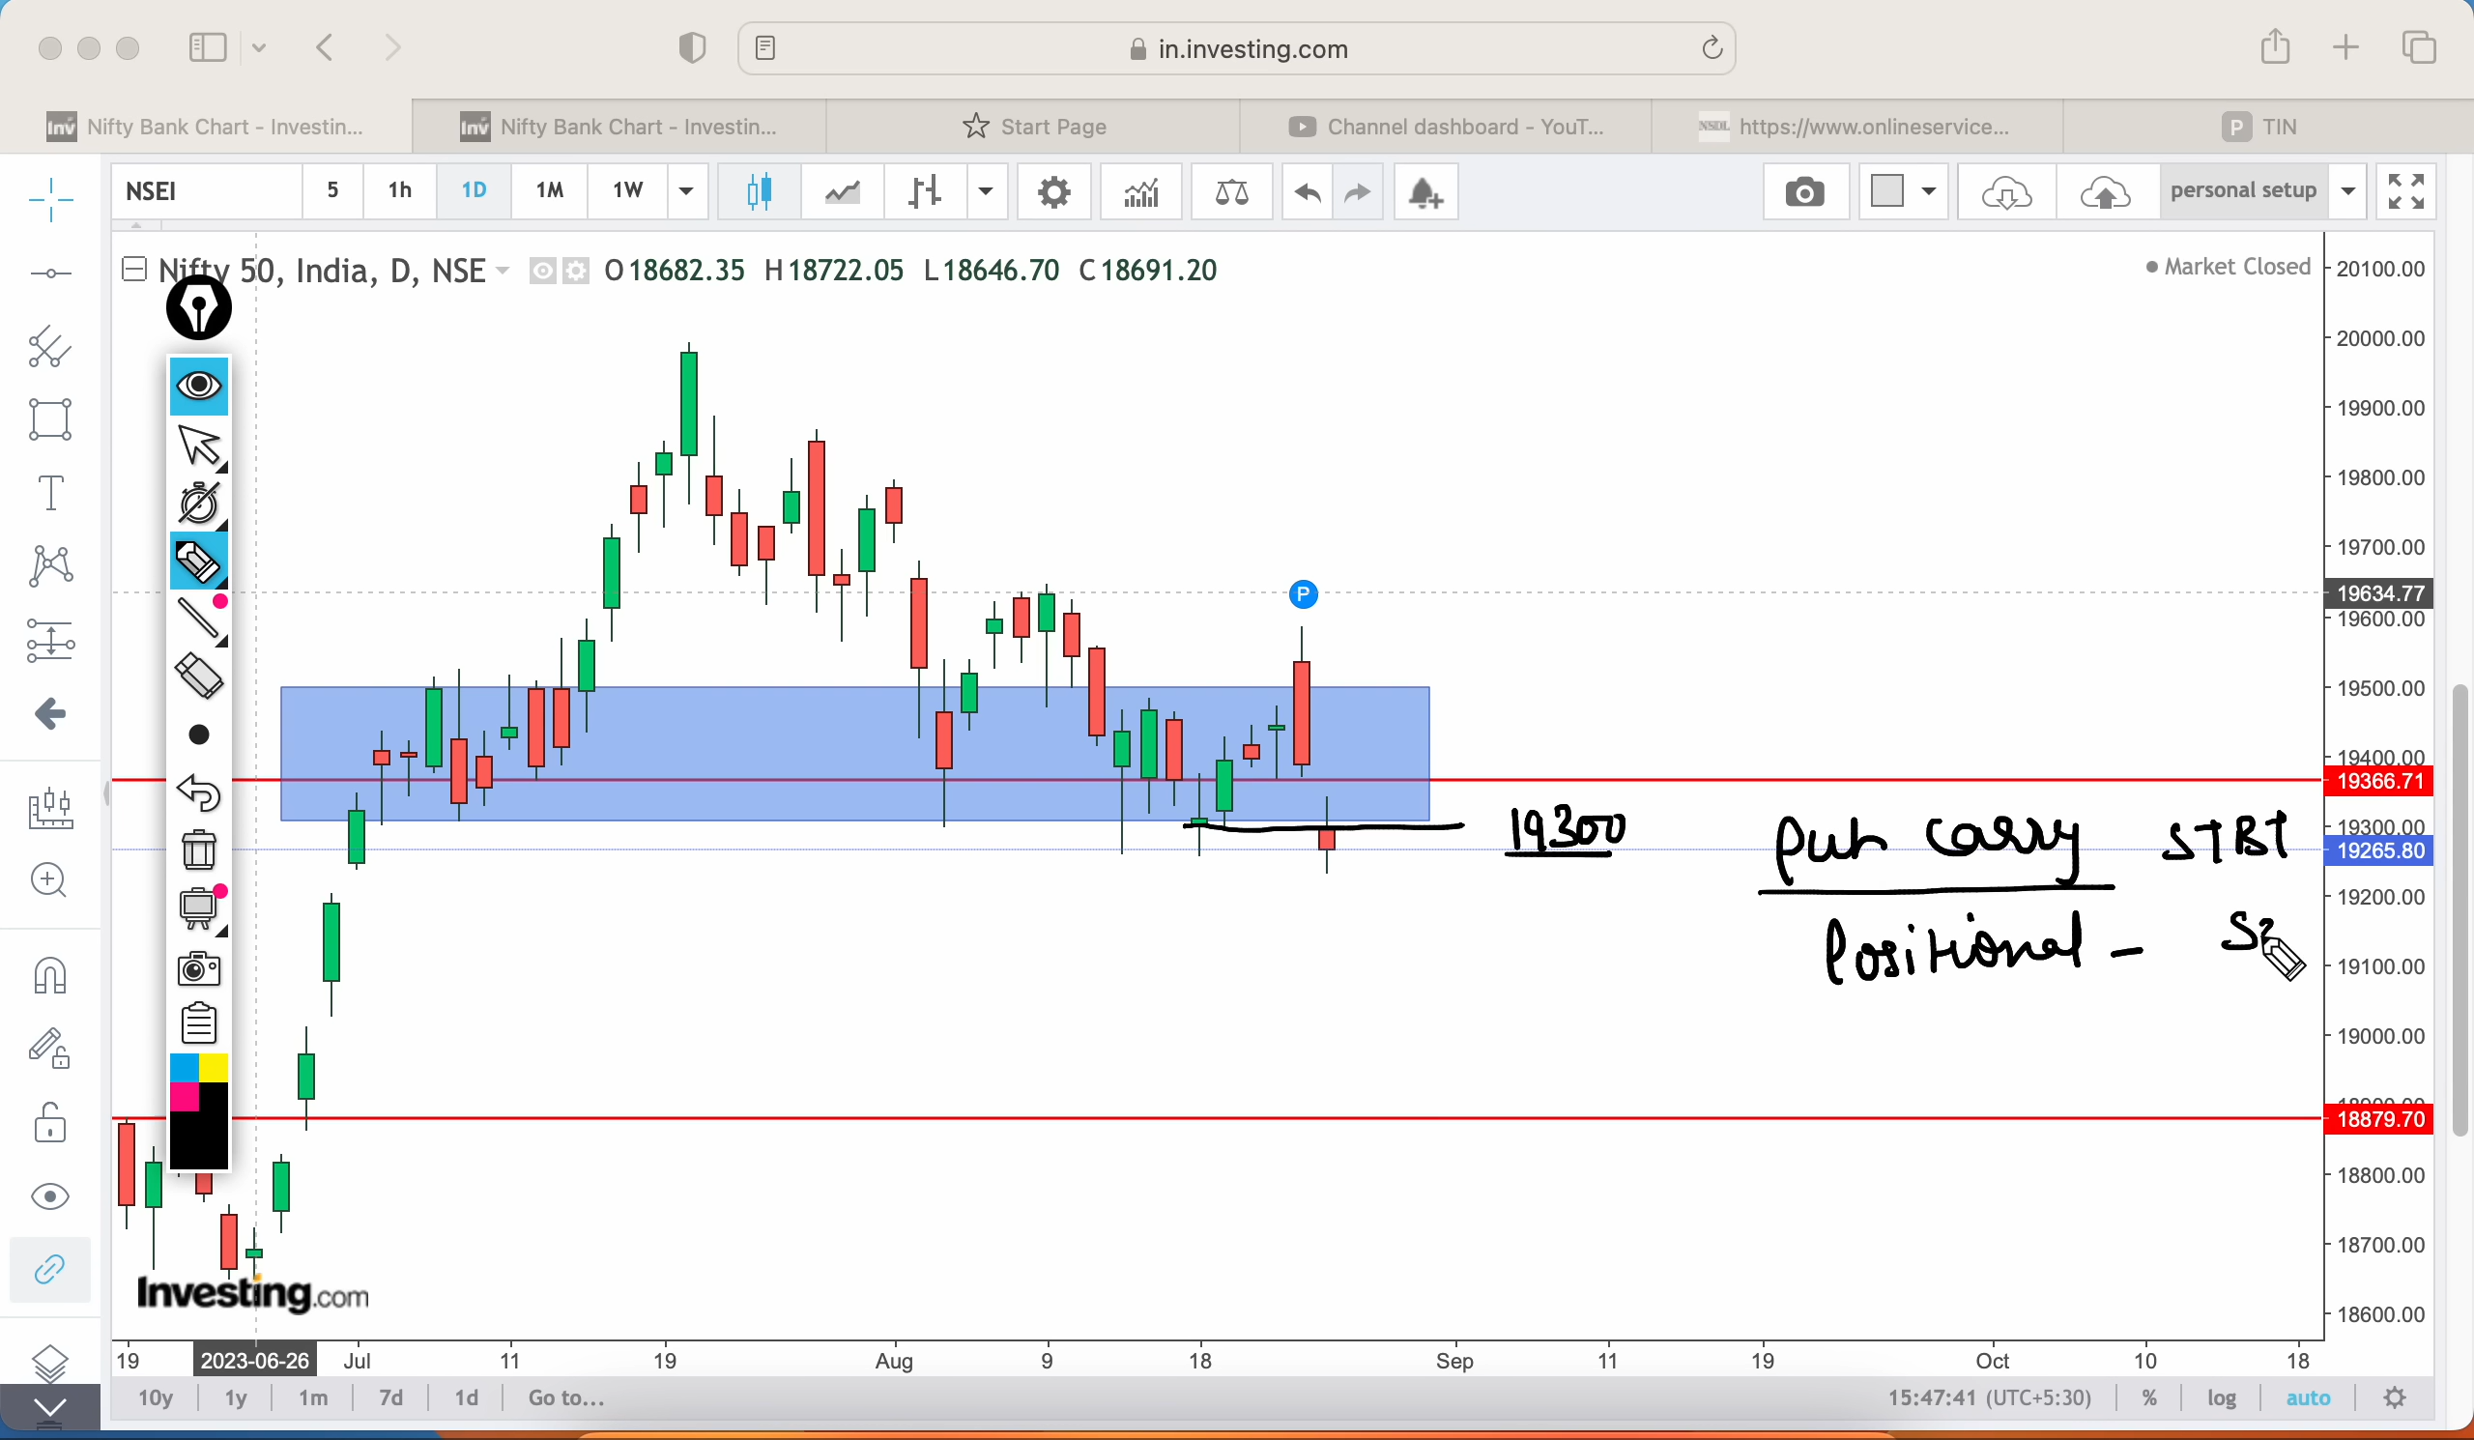 in.investing.com
Nifty Bank Chart - Investin...
Nifty Bank Chart - Investin...
Start Page
Channel dashboard - YouT...
NSDL https://www.onlineservice...
P TIN
NSEI 5 1h 1D 1M 1W personal setup
Nifty 50, India, D, NSE O 18682.35 H 18722.05 L 18646.70 C 18691.20
Market Closed
20100.00
20000.00
19900.00
19800.00
19700.00
P
19634.77
19600.00
19500.00
19400.00
19366.71
19300.00
19265.80
19300
Put carry STBT
Positional -
19200.00
19100.00
19000.00
18879.70
18800.00
18700.00
18600.00
Investing.com
19 2023-06-26 Jul 11 19 Aug 9 18 Sep 11 19 Oct 10 18
10y 1y 1m 7d 1d Go to...
15:47:41 (UTC+5:30) % log auto